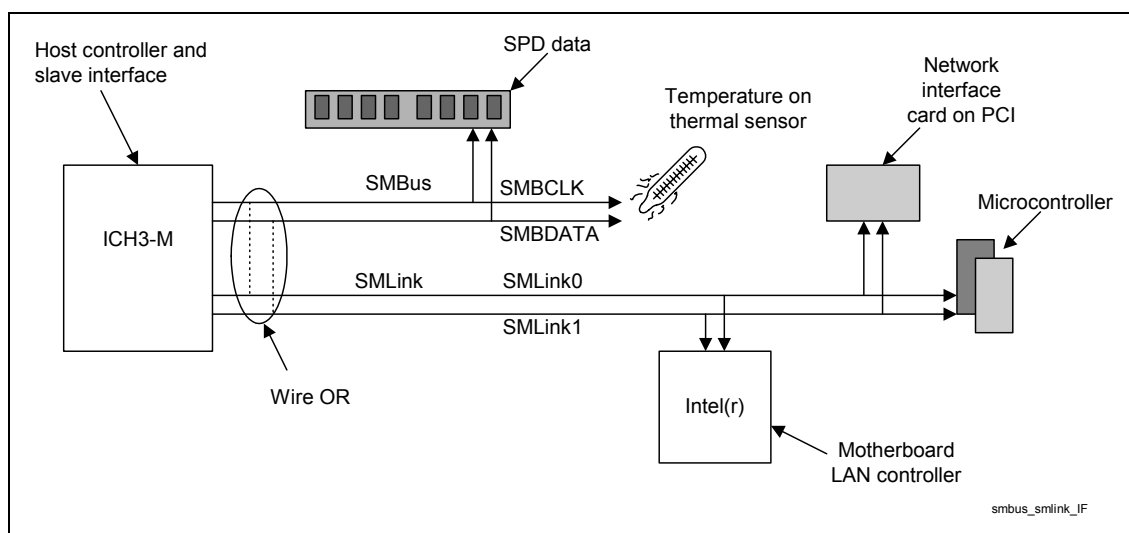 Host controller and
slave interface
SPD data
Temperature on
thermal sensor
Network
interface
card on PCI
SMBus
SMBCLK
Microcontroller
ICH3-M
SMBDATA
SMLink
SMLink0
SMLink1
Wire OR
Intel(r)
Motherboard
LAN controller
smbus_smlink_IF